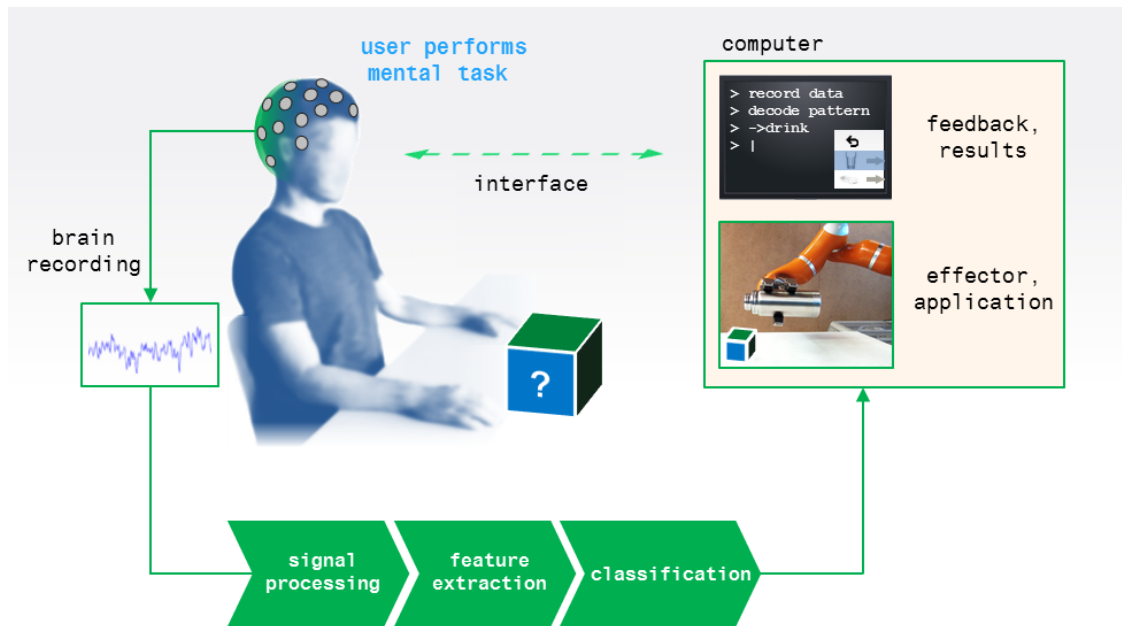 user performs
mental task
computer
> record data
> decode pattern
> ->drink
> |
feedback,
results
interface
brain
recording
effector,
application
?
signal
processing
feature
extraction
classification